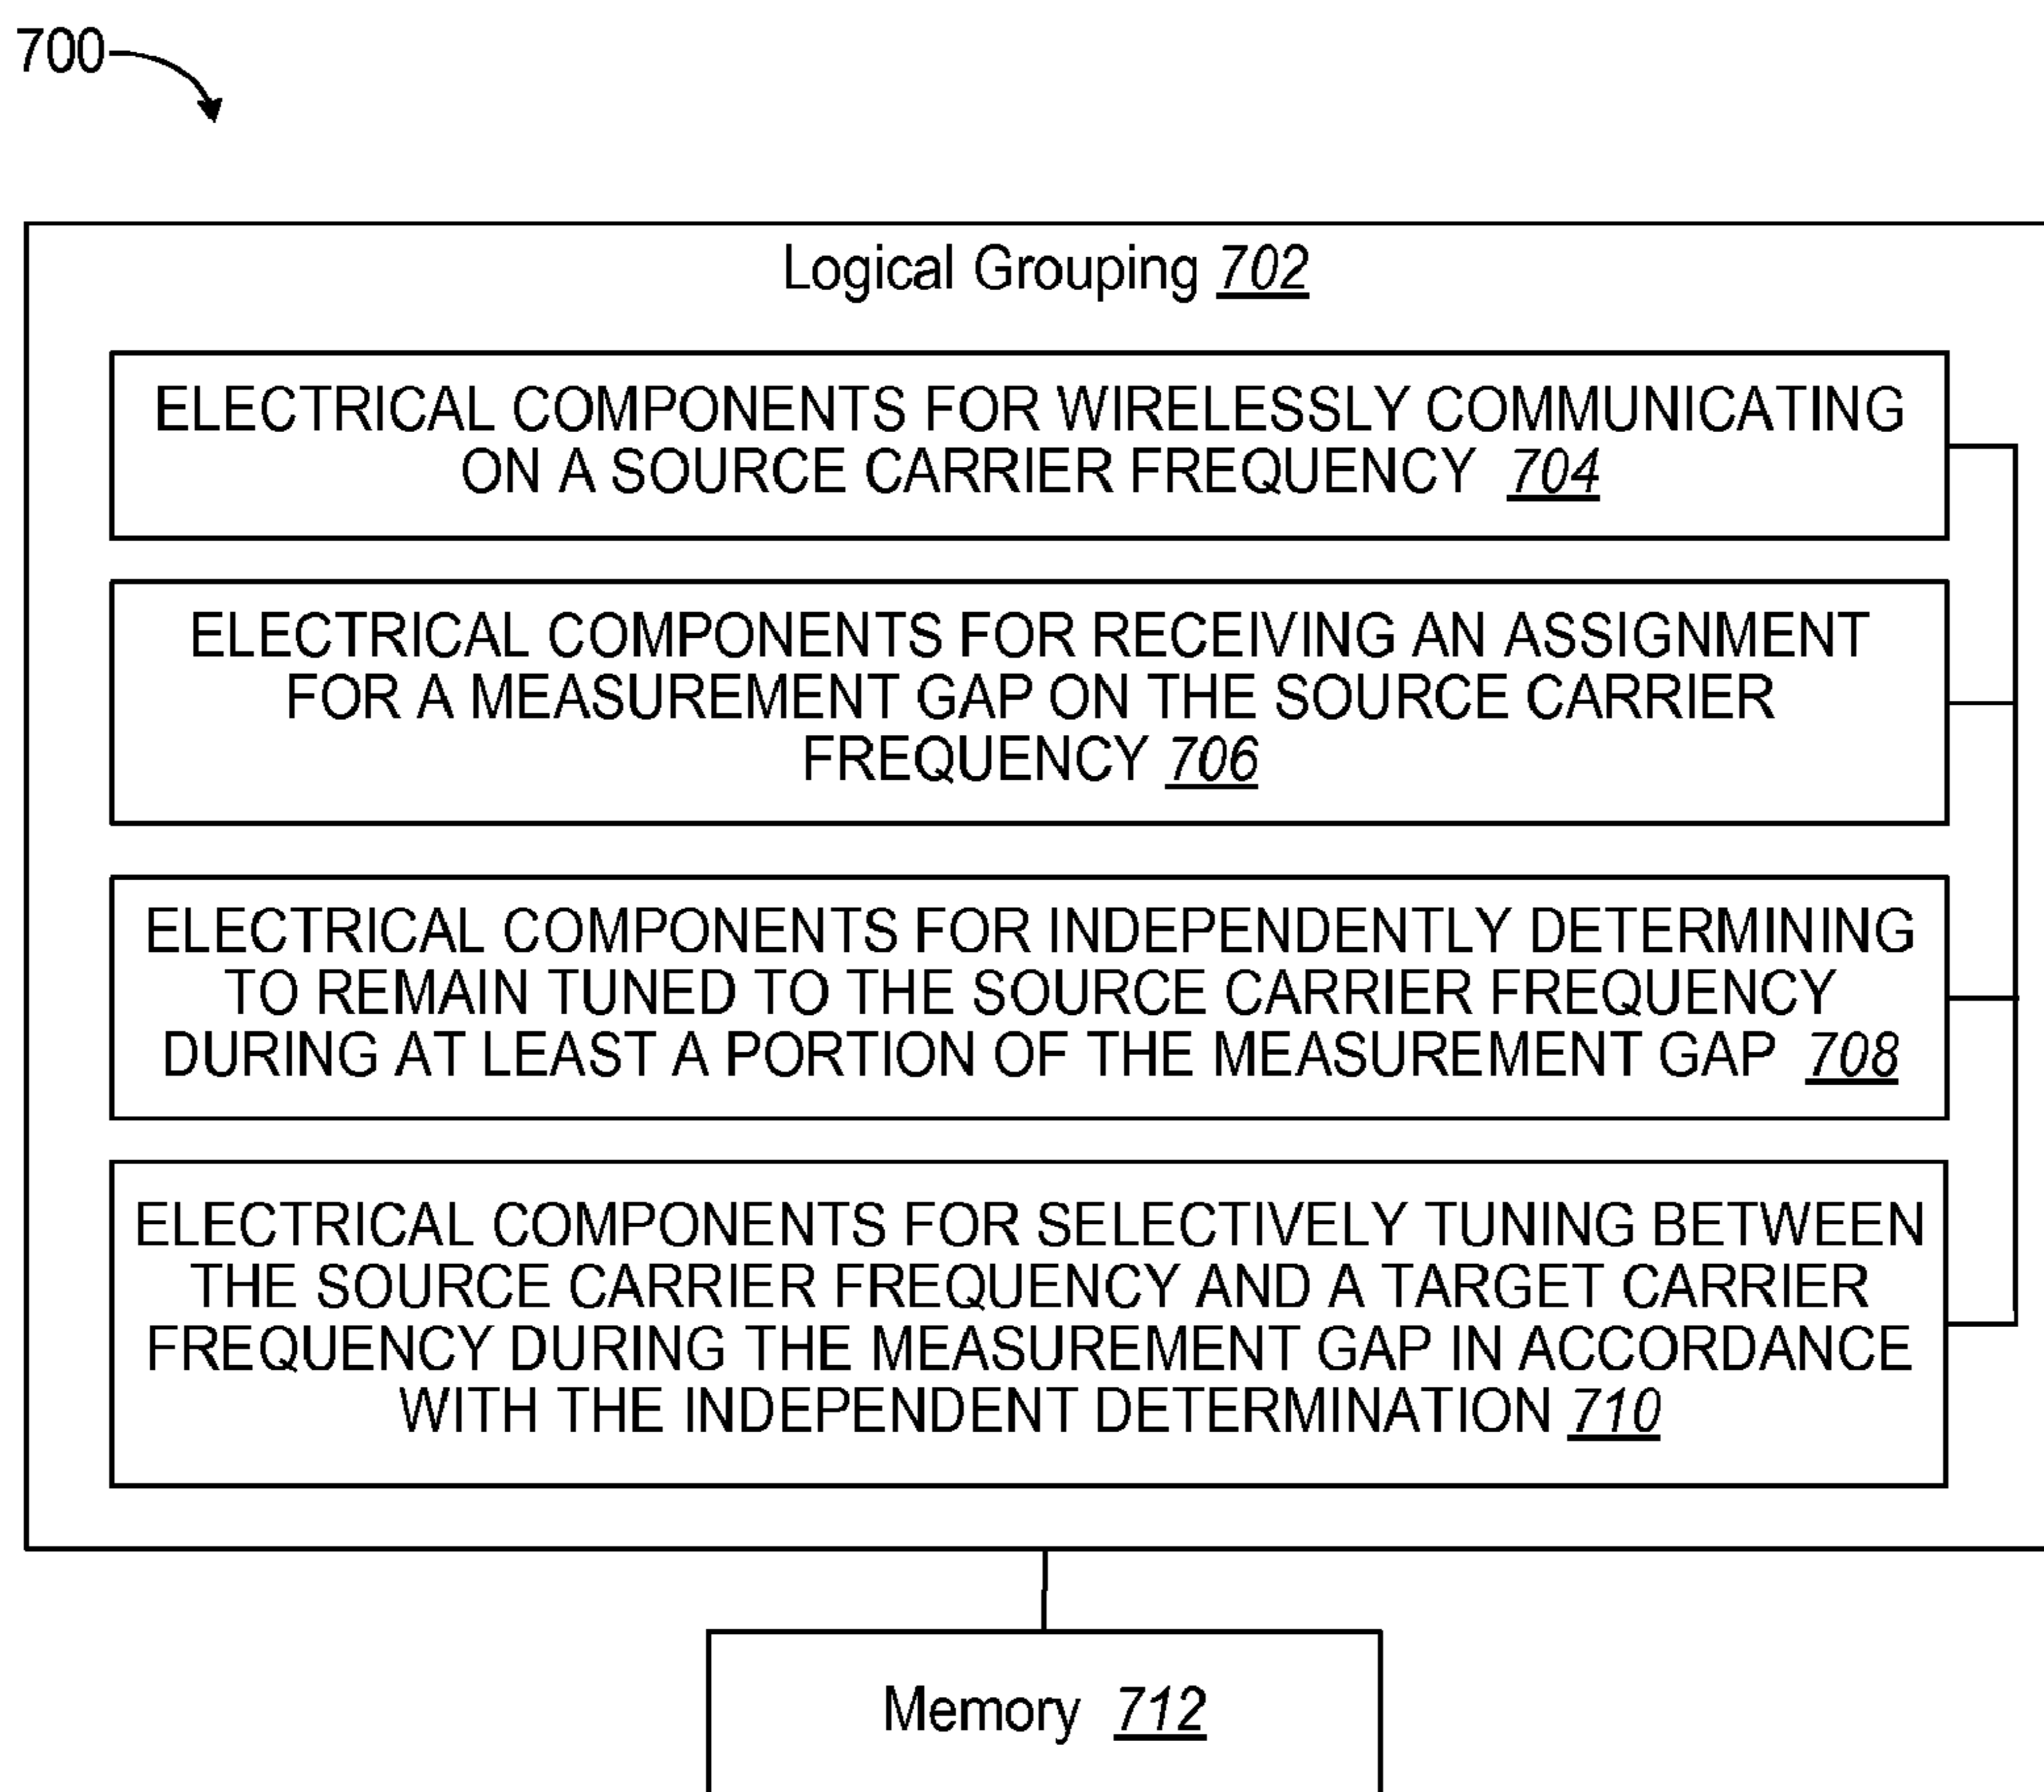 700
Logical Grouping 702
ELECTRICAL COMPONENTS FOR WIRELESSLY COMMUNICATING
ON A SOURCE CARRIER FREQUENCY 704
ELECTRICAL COMPONENTS FOR RECEIVING AN ASSIGNMENT
FOR A MEASUREMENT GAP ON THE SOURCE CARRIER
FREQUENCY 706
ELECTRICAL COMPONENTS FOR INDEPENDENTLY DETERMINING
TO REMAIN TUNED TO THE SOURCE CARRIER FREQUENCY
DURING AT LEAST A PORTION OF THE MEASUREMENT GAP 708
ELECTRICAL COMPONENTS FOR SELECTIVELY TUNING BETWEEN
THE SOURCE CARRIER FREQUENCY AND A TARGET CARRIER
FREQUENCY DURING THE MEASUREMENT GAP IN ACCORDANCE
WITH THE INDEPENDENT DETERMINATION 710
Memory 712